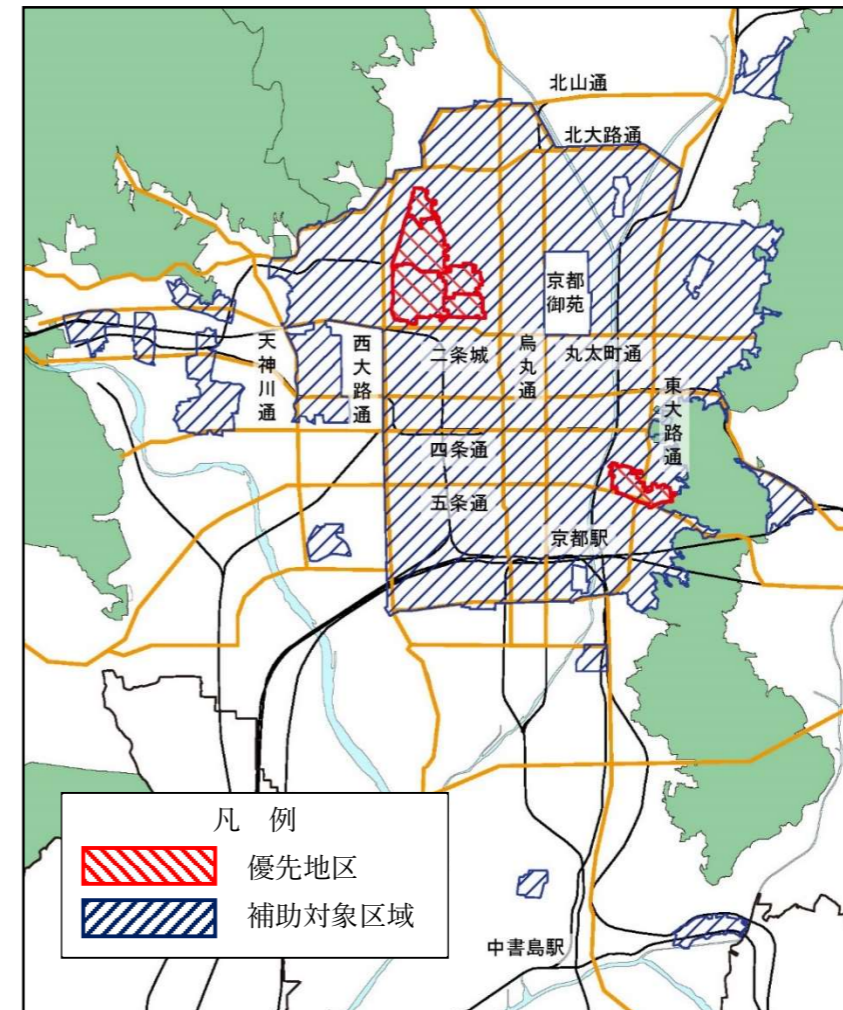 北山通
北大路通
京都
御苑
天神川通
西大路通
二条城
烏丸通
丸太町通
東大路通
四条通
五条通
京都駅
凡 例
優先地区
補助対象区域
中書島駅